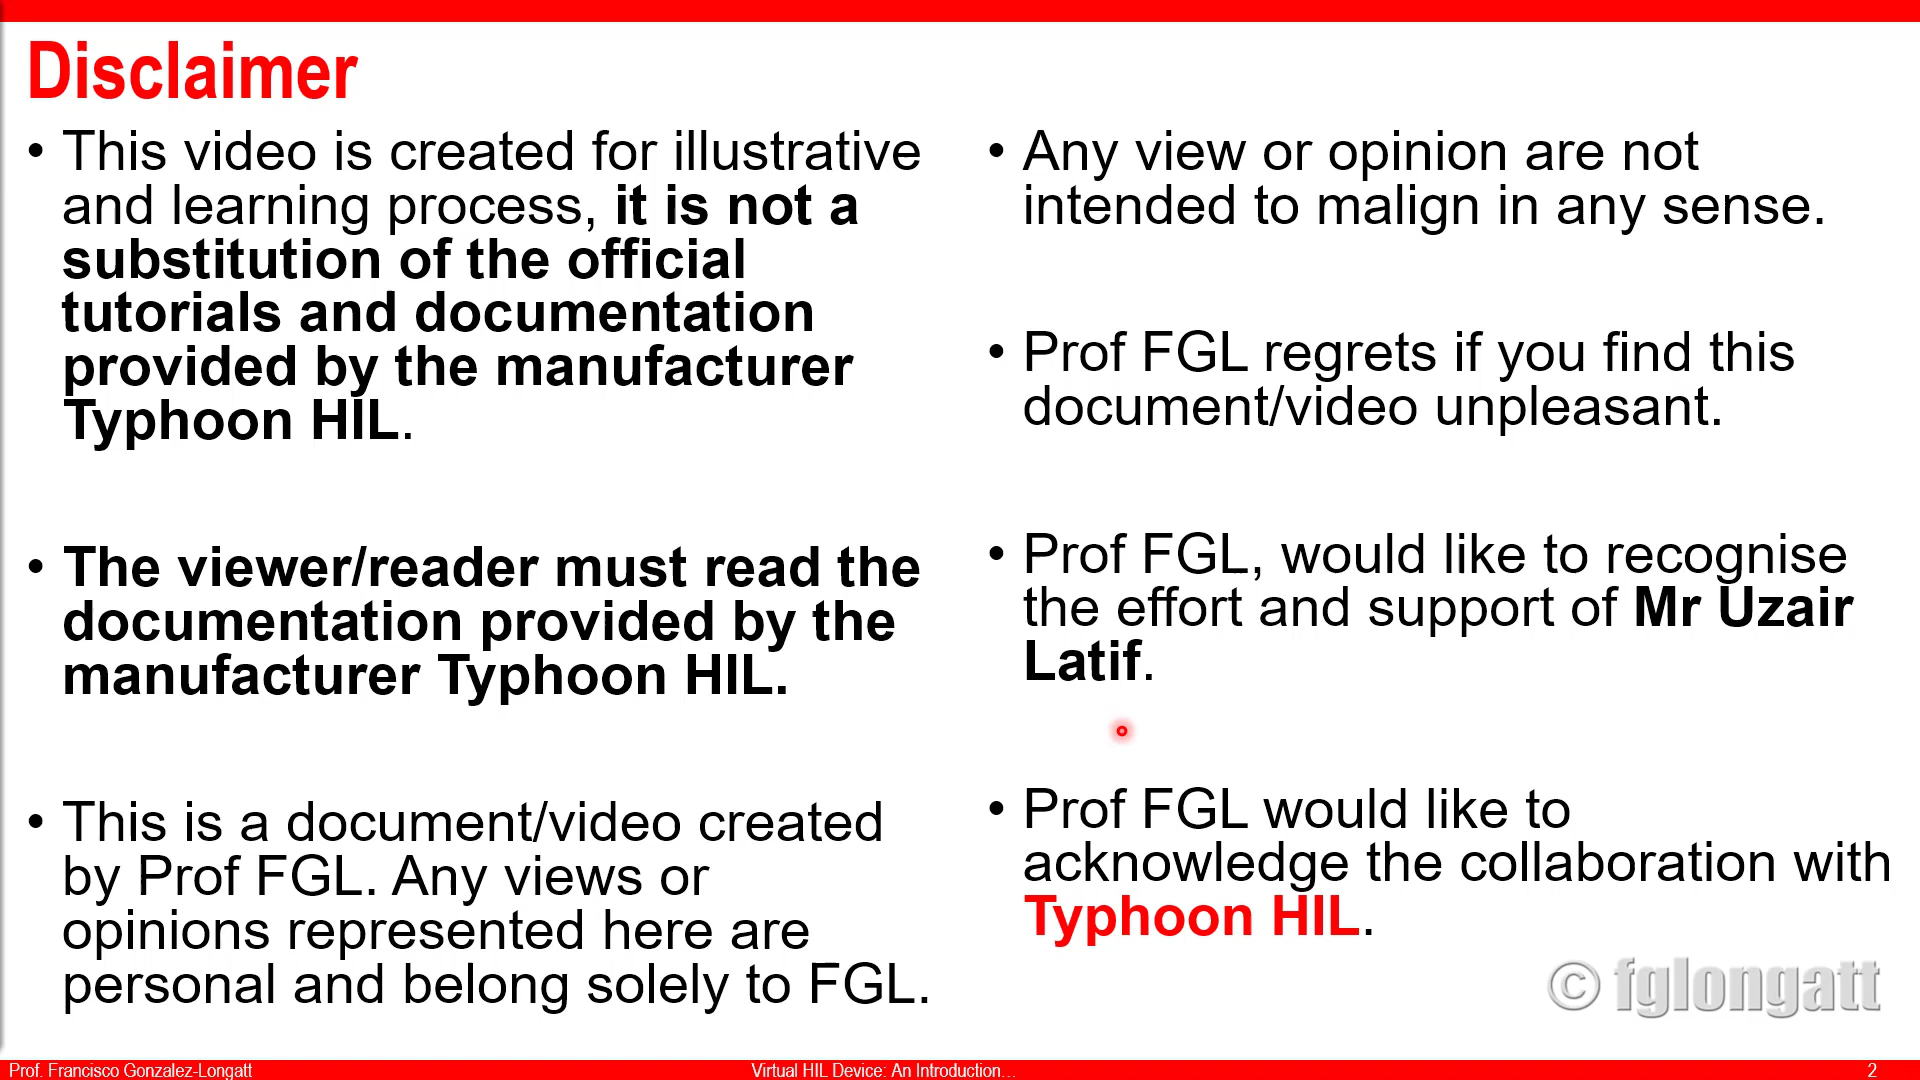 Disclaimer
• This video is created for illustrative
and learning process, it is not a
substitution of the official
tutorials and documentation
provided by the manufacturer
Typhoon HIL.
• The viewer/reader must read the
documentation provided by the
manufacturer Typhoon HIL.
• This is a document/video created
by Prof FGL. Any views or
opinions represented here are
personal and belong solely to FGL.
• Any view or opinion are not
intended to malign in any sense.
• Prof FGL regrets if you find this
document/video unpleasant.
• Prof FGL, would like to recognise
the effort and support of Mr Uzair
Latif.
• Prof FGL would like to
acknowledge the collaboration with
Typhoon HIL.
© fglongatt
Prof. Francisco Gonzalez-Longatt
Virtual HIL Device: An Introduction...
2